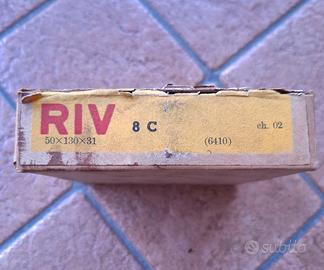 RIV 8 C ch. 02
50×130×31 (6410)
subito